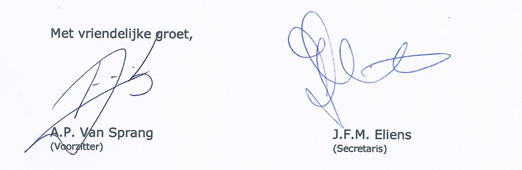 Met vriendelijke groet,
A.P. Van Sprang
(Voorzitter)
J.F.M. Eliens
(Secretaris)